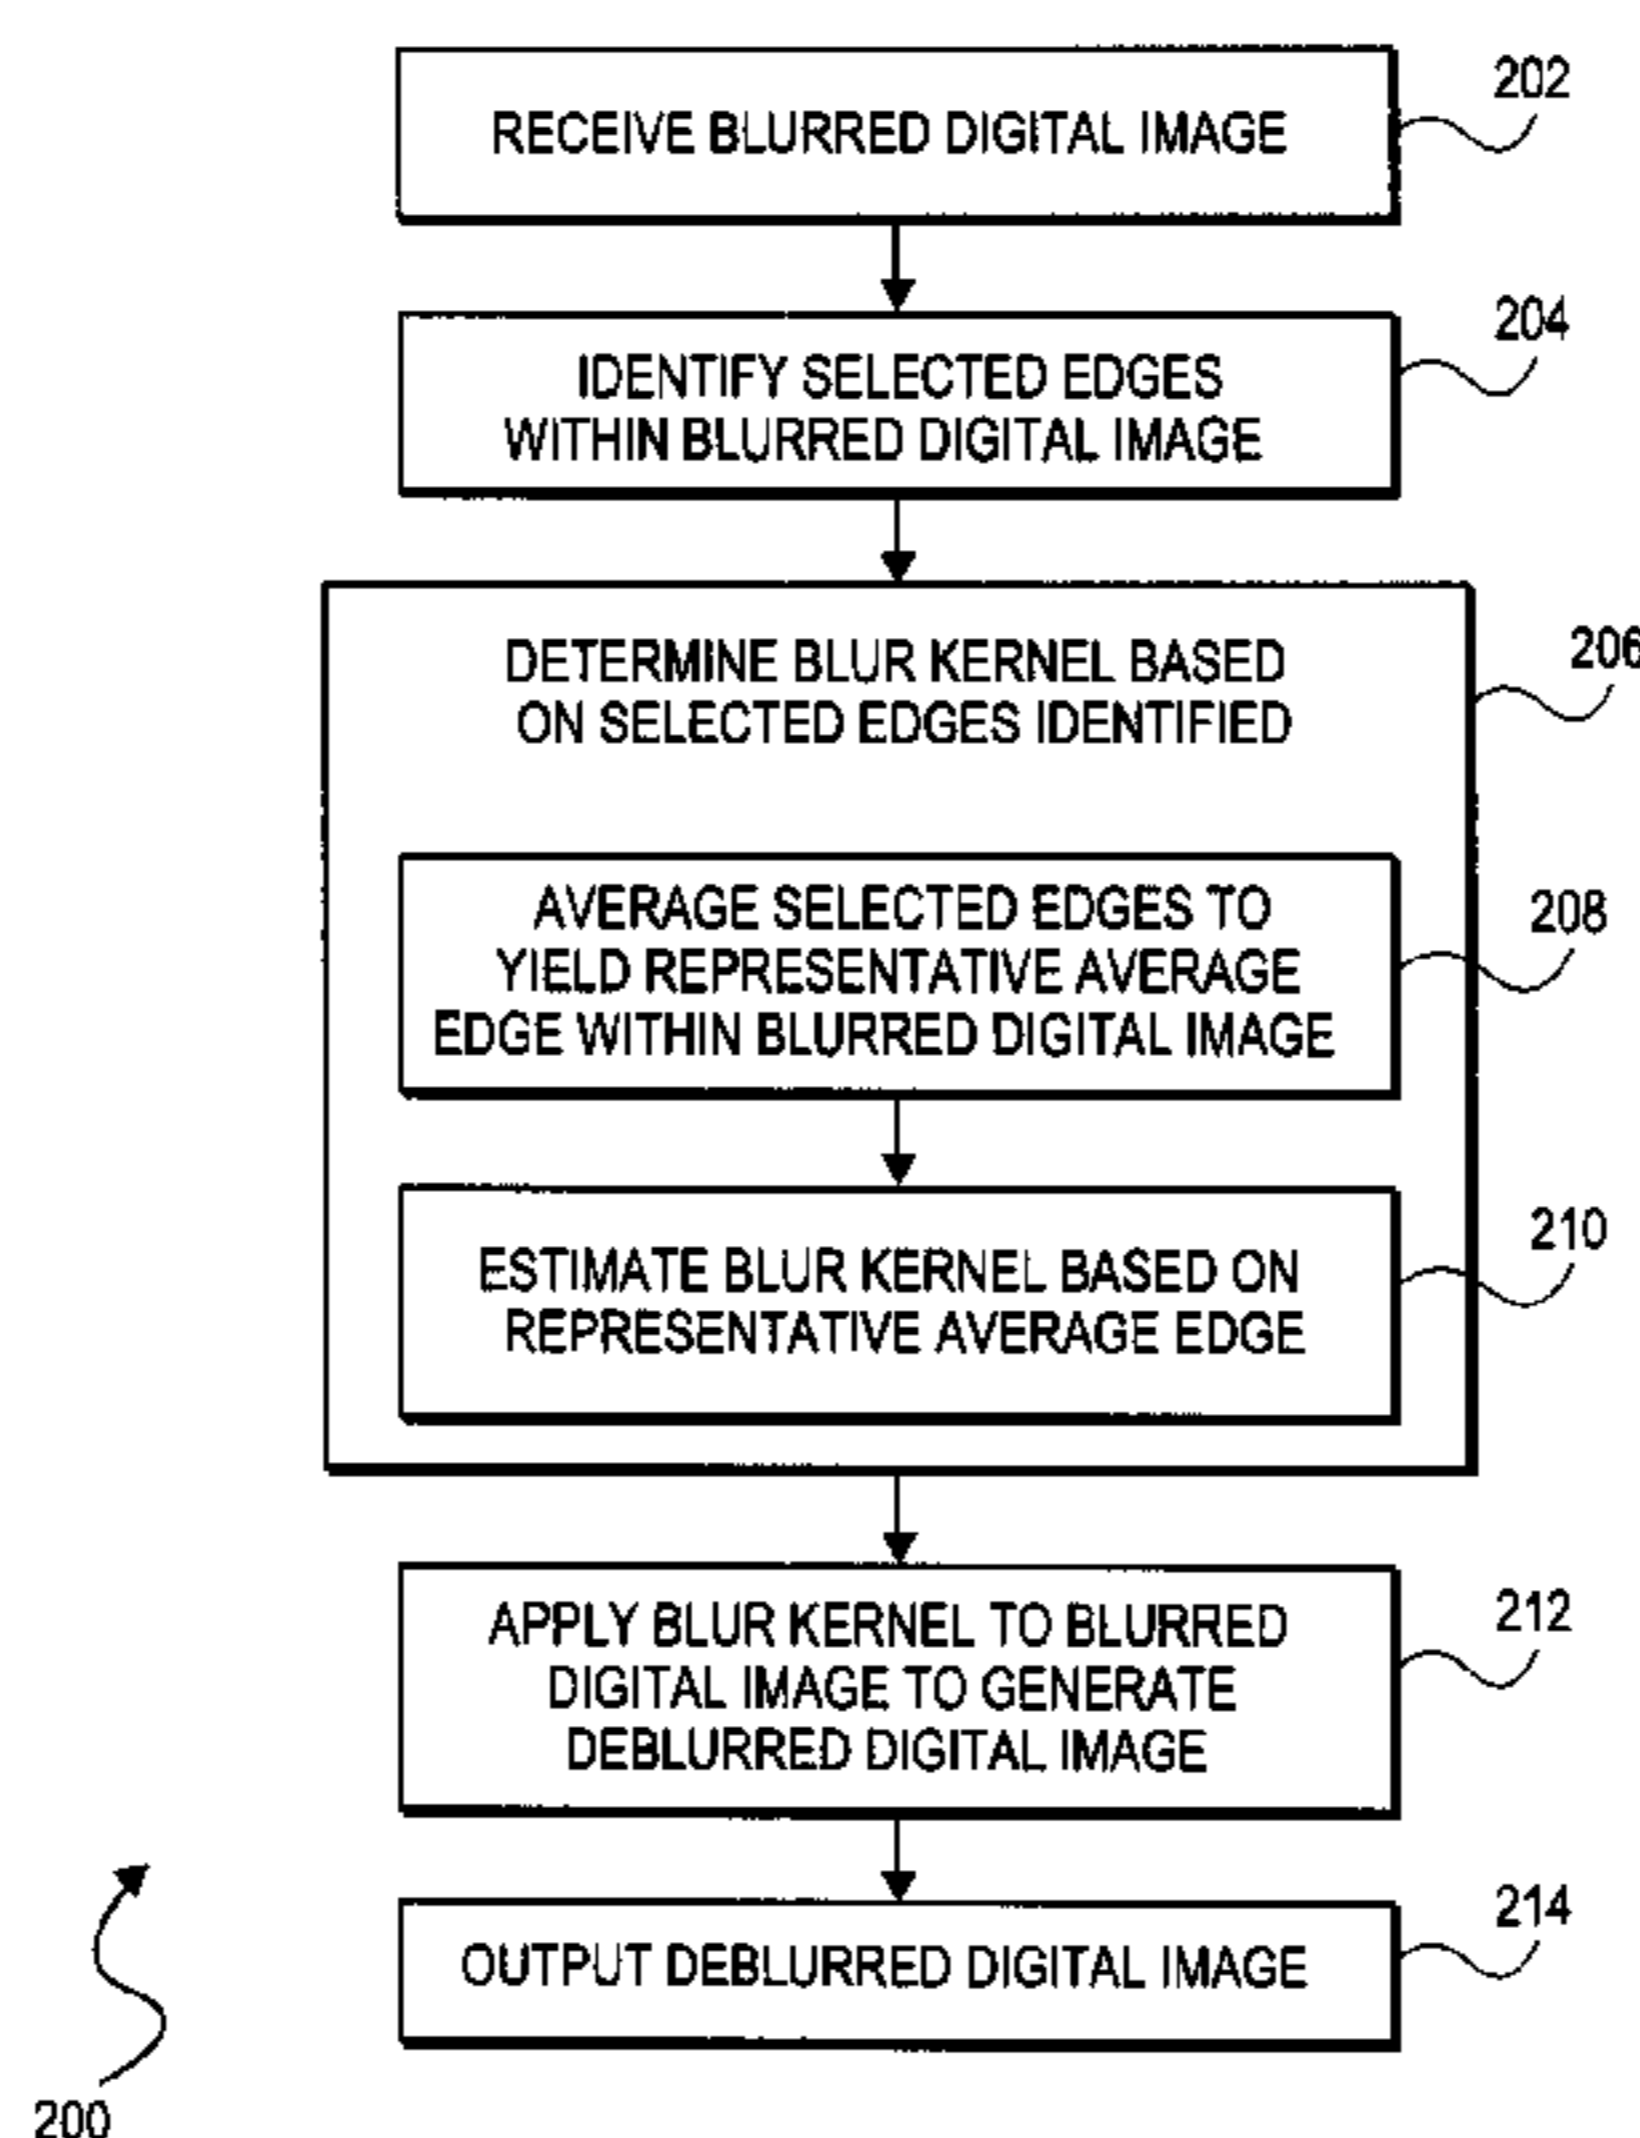 202
RECEIVE BLURRED DIGITAL IMAGE
204
IDENTIFY SELECTED EDGES
WITHIN BLURRED DIGITAL IMAGE
206
DETERMINE BLUR KERNEL BASED
ON SELECTED EDGES IDENTIFIED
208
AVERAGE SELECTED EDGES TO
YIELD REPRESENTATIVE AVERAGE
EDGE WITHIN BLURRED DIGITAL IMAGE
210
ESTIMATE BLUR KERNEL BASED ON
REPRESENTATIVE AVERAGE EDGE
212
APPLY BLUR KERNEL TO BLURRED
DIGITAL IMAGE TO GENERATE
DEBLURRED DIGITAL IMAGE
214
OUTPUT DEBLURRED DIGITAL IMAGE
200